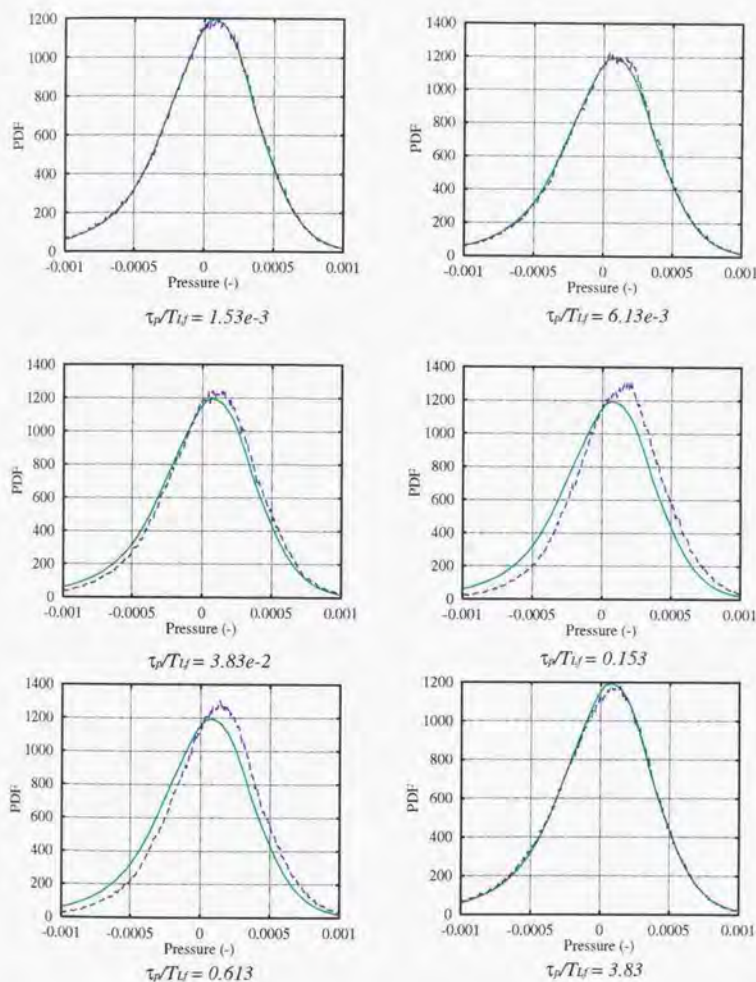 1200
1000
800
600
400
200
0
PDF
-0.001 -0.0005 0 0.0005 0.001
Pressure (-)
τp/TLf = 1.53e-3
1400
1200
1000
800
600
400
200
0
PDF
-0.001 -0.0005 0 0.0005 0.001
Pressure (-)
τp/TLf = 6.13e-3
1400
1200
1000
800
600
400
200
0
PDF
-0.001 -0.0005 0 0.0005 0.001
Pressure (-)
τp/TLf = 3.83e-2
1400
1200
1000
800
600
400
200
0
PDF
-0.001 -0.0005 0 0.0005 0.001
Pressure (-)
τp/TLf = 0.153
1400
1200
1000
800
600
400
200
0
PDF
-0.001 -0.0005 0 0.0005 0.001
Pressure (-)
τp/TLf = 0.613
1200
1000
800
600
400
200
0
PDF
-0.001 -0.0005 0 0.0005 0.001
Pressure (-)
τp/TLf = 3.83